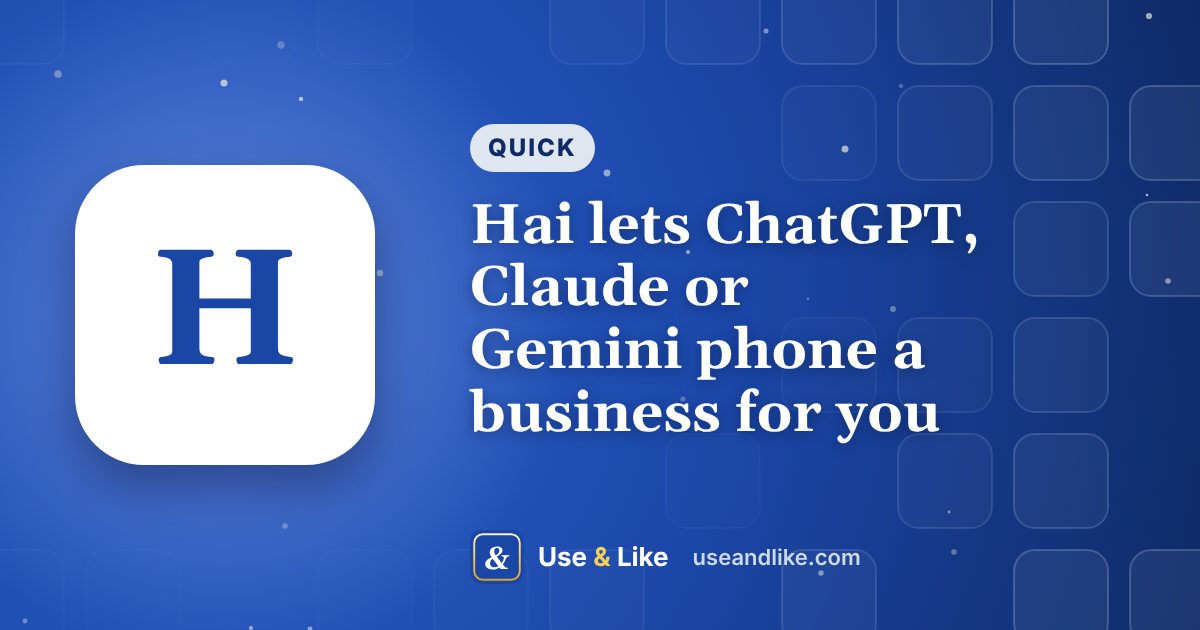 H
QUICK
Hai lets ChatGPT,
Claude or
Gemini phone a
business for you
& Use & Like useandlike.com